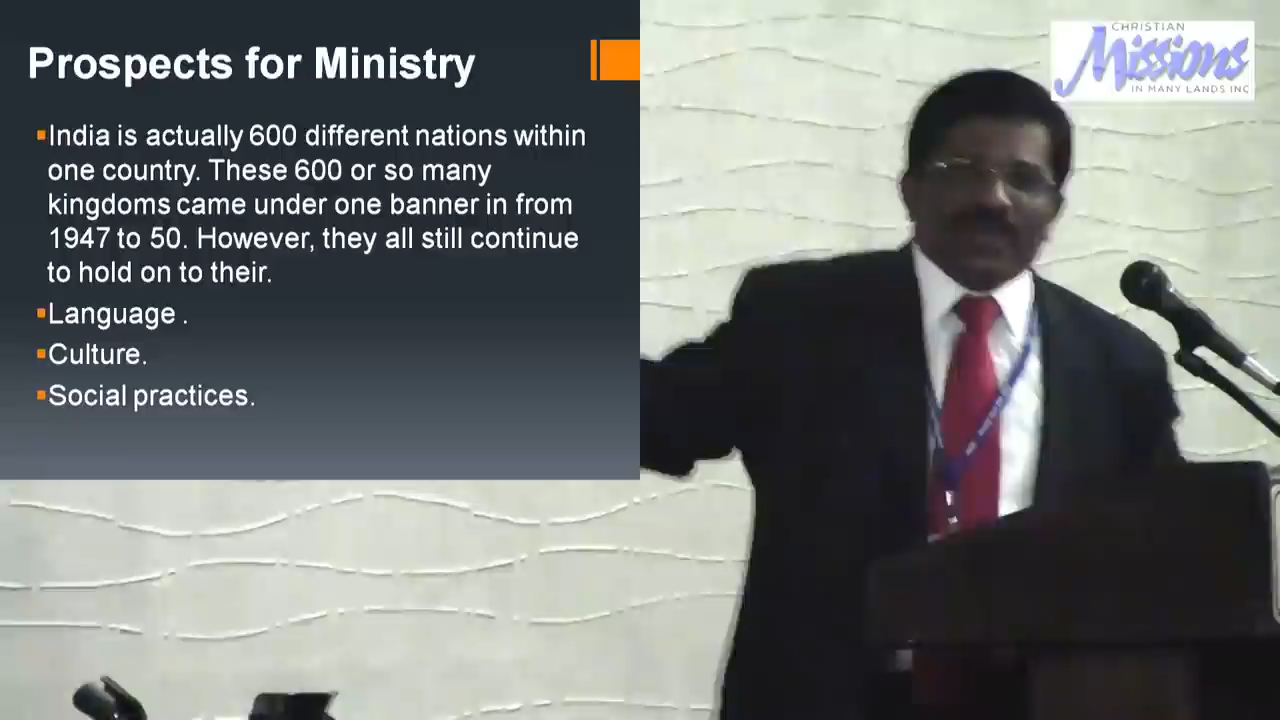 Prospects for Ministry
India is actually 600 different nations within
one country. These 600 or so many
kingdoms came under one banner in from
1947 to 50. However, they all still continue
to hold on to their.
Language .
Culture.
Social practices.
CHRISTIAN
Missions
IN MANY LANDS INC